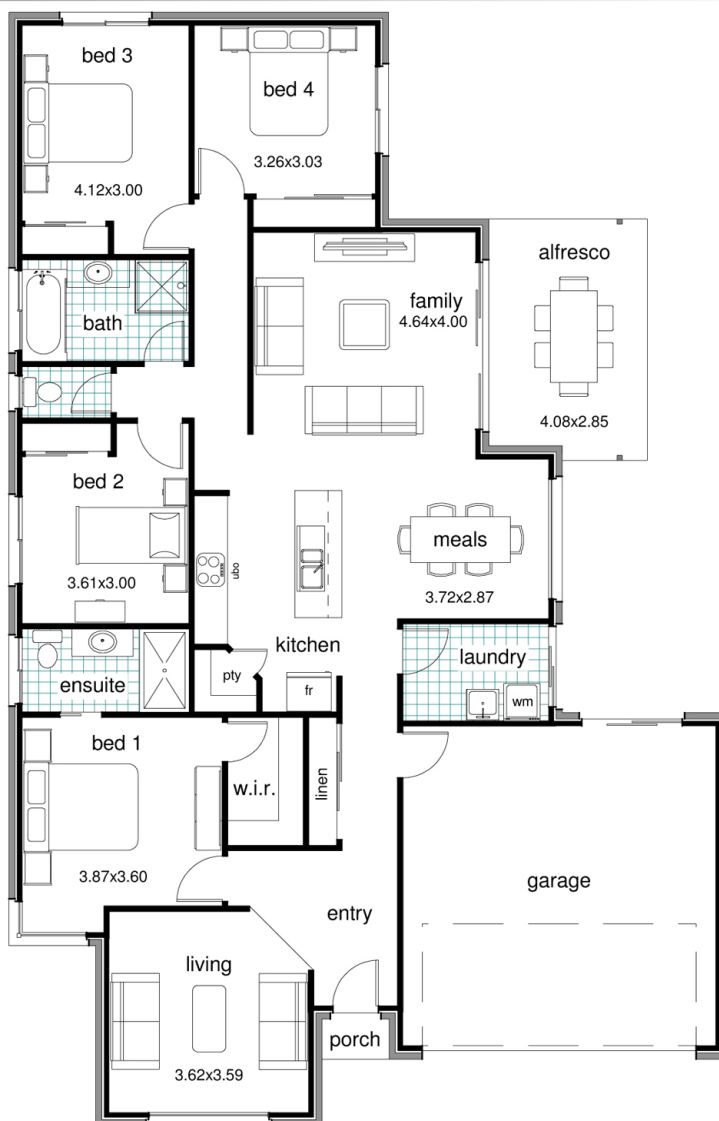 bed 3
4.12x3.00
bed 4
3.26x3.03
alfresco
4.08x2.85
family
4.64x4.00
bath
bed 2
3.61x3.00
ubo
meals
3.72x2.87
kitchen
pty
fr
laundry
wm
ensuite
bed 1
3.87x3.60
w.i.r.
linen
garage
entry
living
3.62x3.59
porch